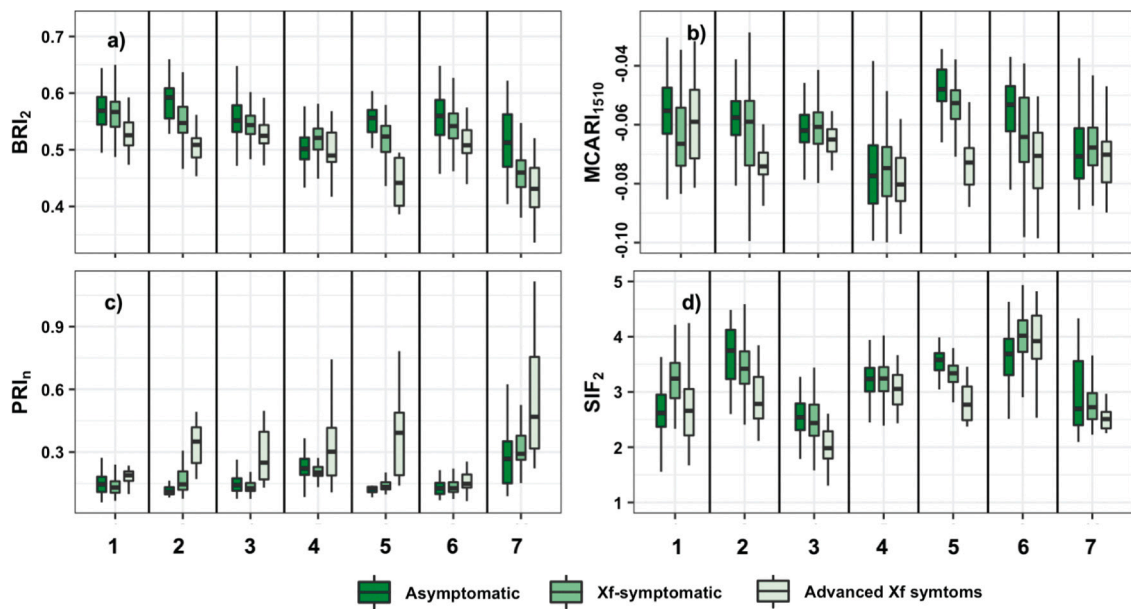 a)
BRI2
0.7
0.6
0.5
0.4
b)
MCARI1510
-0.04
-0.06
-0.08
-0.10
c)
PRIn
0.9
0.6
0.3
1 2 3 4 5 6 7
d)
SIF2
5
4
3
2
1
1 2 3 4 5 6 7
Asymptomatic Xf-symptomatic Advanced Xf symtoms